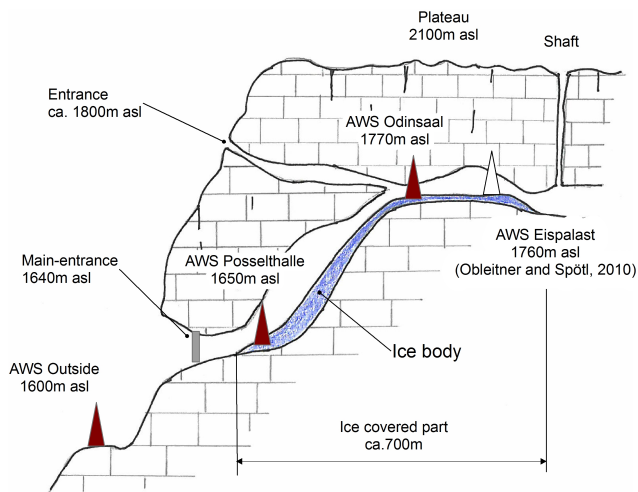 Plateau
2100m asl
Shaft
Entrance
ca. 1800m asl
AWS Odinsaal
1770m asl
AWS Eispalast
1760m asl
(Obleitner and Spötl, 2010)
Main-entrance
1640m asl
AWS Posselthalle
1650m asl
Ice body
AWS Outside
1600m asl
Ice covered part
ca.700m